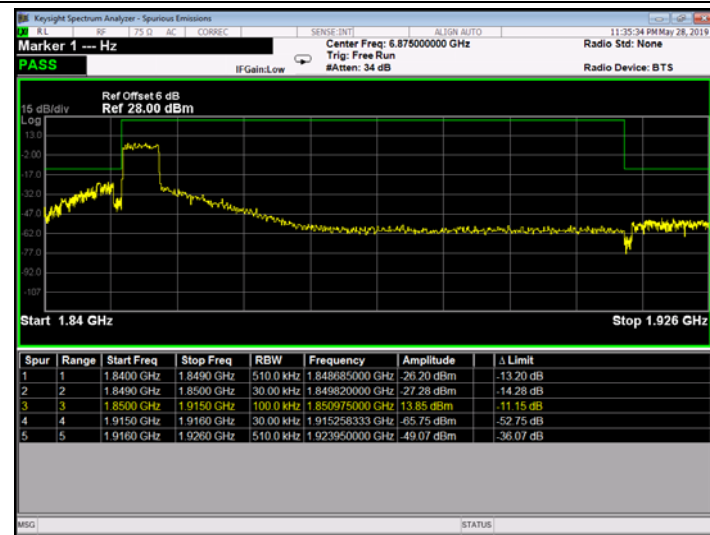 Keysight Spectrum Analyzer - Spurious Emissions
RL RF 75 Ω AC CORREC SENSE:INT ALIGN AUTO 11:35:34 PM May 28, 2019
Marker 1 --- Hz Center Freq: 6.875000000 GHz Radio Std: None
Trig: Free Run
PASS IFGain:Low #Atten: 34 dB Radio Device: BTS
Ref Offset 6 dB
15 dB/div Ref 28.00 dBm
Log
13.0
-2.00
-17.0
-32.0
-47.0
-62.0
-77.0
-92.0
-107
Start 1.84 GHz Stop 1.926 GHz
Spur Range Start Freq Stop Freq RBW Frequency Amplitude Δ Limit
1 1 1.8400 GHz 1.8490 GHz 510.0 kHz 1.848685000 GHz -26.20 dBm -13.20 dB
2 2 1.8490 GHz 1.8500 GHz 30.00 kHz 1.849820000 GHz -27.28 dBm -14.28 dB
3 3 1.8500 GHz 1.9150 GHz 100.0 kHz 1.850975000 GHz 13.85 dBm -11.15 dB
4 4 1.9150 GHz 1.9160 GHz 30.00 kHz 1.915258333 GHz -65.75 dBm -52.75 dB
5 5 1.9160 GHz 1.9260 GHz 510.0 kHz 1.923950000 GHz -49.07 dBm -36.07 dB
MSG STATUS